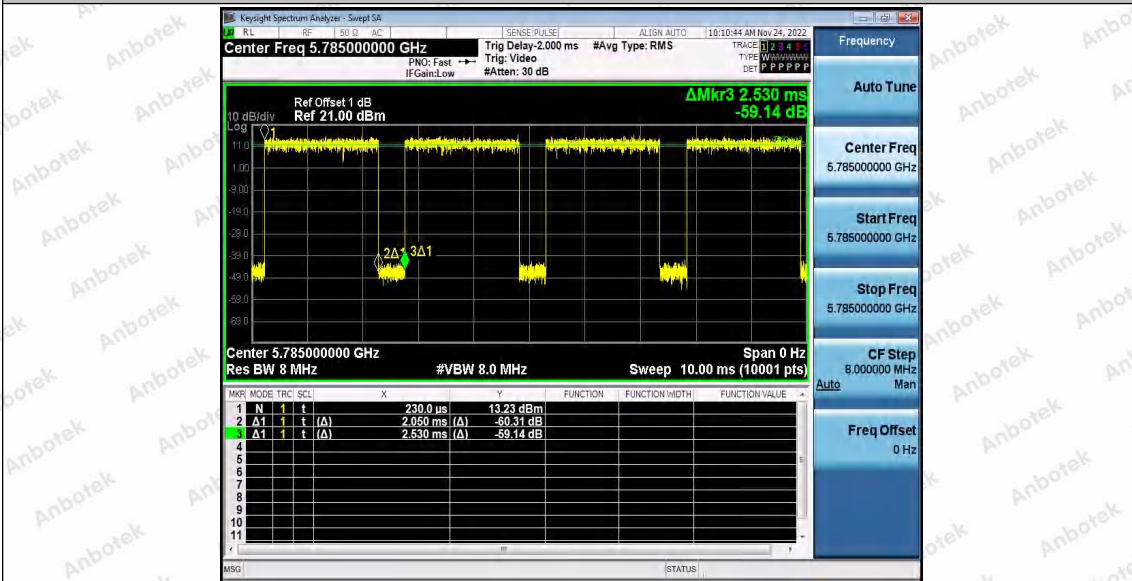 Keysight Spectrum Analyzer - Swept SA
RL RF 50 Ω AC SENSE:PULSE ALIGN AUTO 10:10:44 AM Nov 24, 2022
Center Freq 5.785000000 GHz
PNO: Fast
IFGain:Low
Trig Delay-2.000 ms
Trig: Video
#Atten: 30 dB
#Avg Type: RMS
TRACE 1 2 3 4 5 6
TYPE WWWWWW
DET P P P P P P
Frequency
Auto Tune
Center Freq
5.785000000 GHz
Start Freq
5.785000000 GHz
Stop Freq
5.785000000 GHz
CF Step
8.000000 MHz
Auto Man
Freq Offset
0 Hz
ΔMkr3 2.530 ms
-59.14 dB
Ref Offset 1 dB
10 dB/div Ref 21.00 dBm
Log
1
11.0
1.00
-9.00
-19.0
-29.0
-39.0
-49.0
-59.0
-69.0
2Δ1 3Δ1
Center 5.785000000 GHz Span 0 Hz
Res BW 8 MHz #VBW 8.0 MHz Sweep 10.00 ms (10001 pts)
MKR MODE TRC SCL X Y FUNCTION FUNCTION WIDTH FUNCTION VALUE
1 N 1 t 230.0 µs 13.23 dBm
2 Δ1 1 t (Δ) 2.050 ms (Δ) -60.31 dB
3 Δ1 1 t (Δ) 2.530 ms (Δ) -59.14 dB
4
5
6
7
8
9
10
11
MSG STATUS
Anbotek